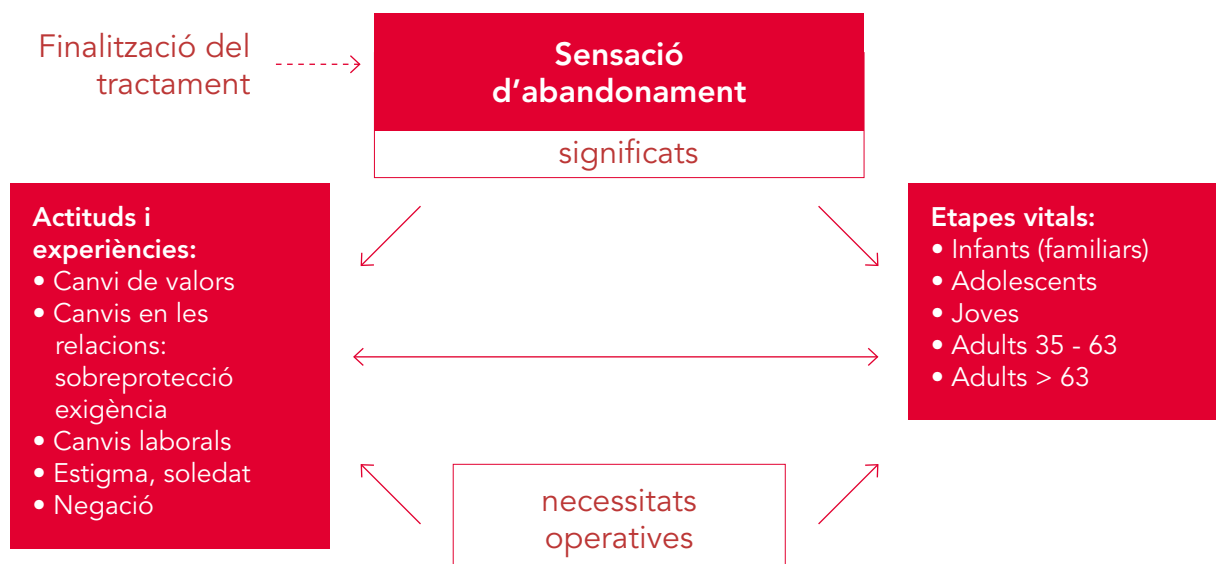 Finalització del
tractament
Sensació
d’abandonament
significats
Actituds i
experiències:
• Canvi de valors
• Canvis en les
relacions:
sobreprotecció
exigència
• Canvis laborals
• Estigma, soledat
• Negació
Etapes vitals:
• Infants (familiars)
• Adolescents
• Joves
• Adults 35 - 63
• Adults > 63
necessitats
operatives